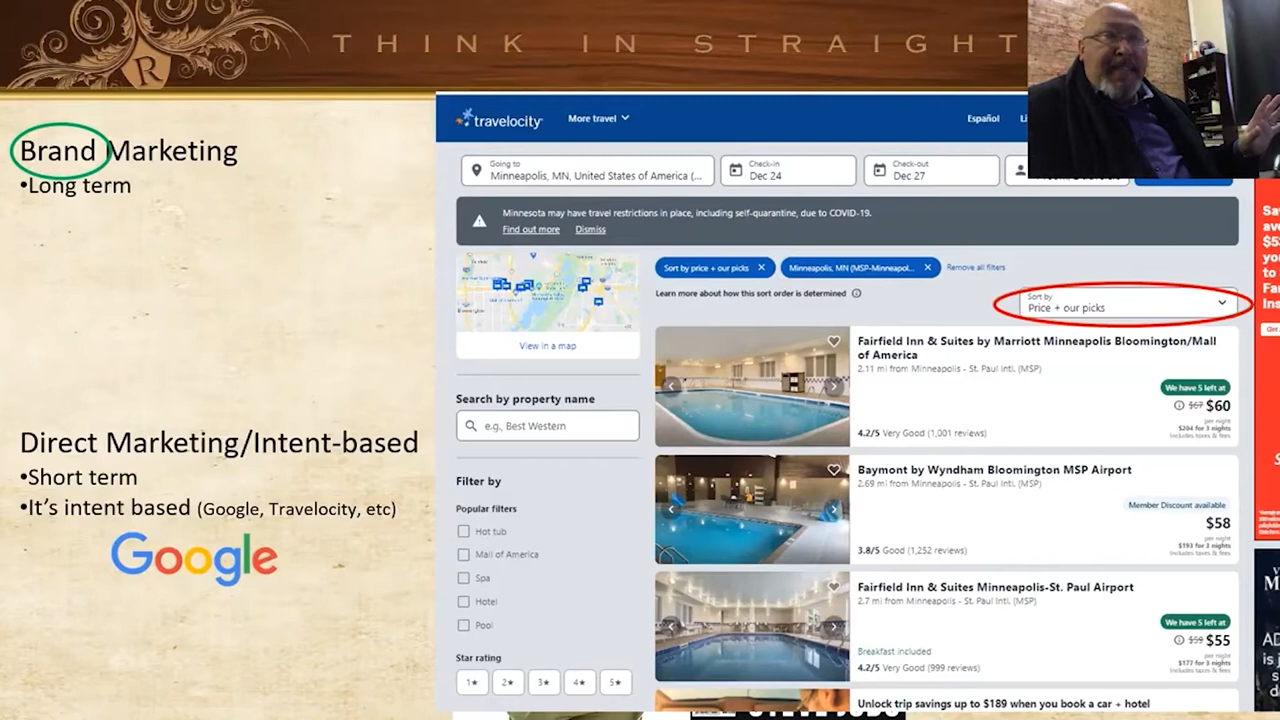 R
THINK IN STRAIGHT
Brand Marketing
•Long term
Direct Marketing/Intent-based
•Short term
•It's intent based (Google, Travelocity, etc)
Google
travelocity
More travel
Español
Going to
Minneapolis, MN, United States of America (...
Check-in
Dec 24
Check-out
Dec 27
Minnesota may have travel restrictions in place, including self-quarantine, due to COVID-19.
Find out more Dismiss
View in a map
Search by property name
e.g., Best Western
Filter by
Popular filters
Hot tub
Mall of America
Spa
Hotel
Pool
Star rating
1★ 2★ 3★ 4★ 5★
Sort by price + our picks X
Minneapolis, MN (MSP-Minneapol... X
Remove all filters
Learn more about how this sort order is determined
Sort by
Price + our picks
Fairfield Inn & Suites by Marriott Minneapolis Bloomington/Mall
of America
2.11 mi from Minneapolis - St. Paul Intl. (MSP)
We have 5 left at
$67 $60
per night
$204 for 3 nights
includes taxes & fees
4.2/5 Very Good (1,001 reviews)
Baymont by Wyndham Bloomington MSP Airport
2.69 mi from Minneapolis - St. Paul Intl. (MSP)
Member Discount available
$58
per night
$193 for 3 nights
includes taxes & fees
3.8/5 Good (1,252 reviews)
Fairfield Inn & Suites Minneapolis-St. Paul Airport
2.7 mi from Minneapolis - St. Paul Intl. (MSP)
We have 5 left at
$59 $55
per night
$177 for 3 nights
includes taxes & fees
Breakfast included
4.2/5 Very Good (999 reviews)
Unlock trip savings up to $189 when you book a car + hotel